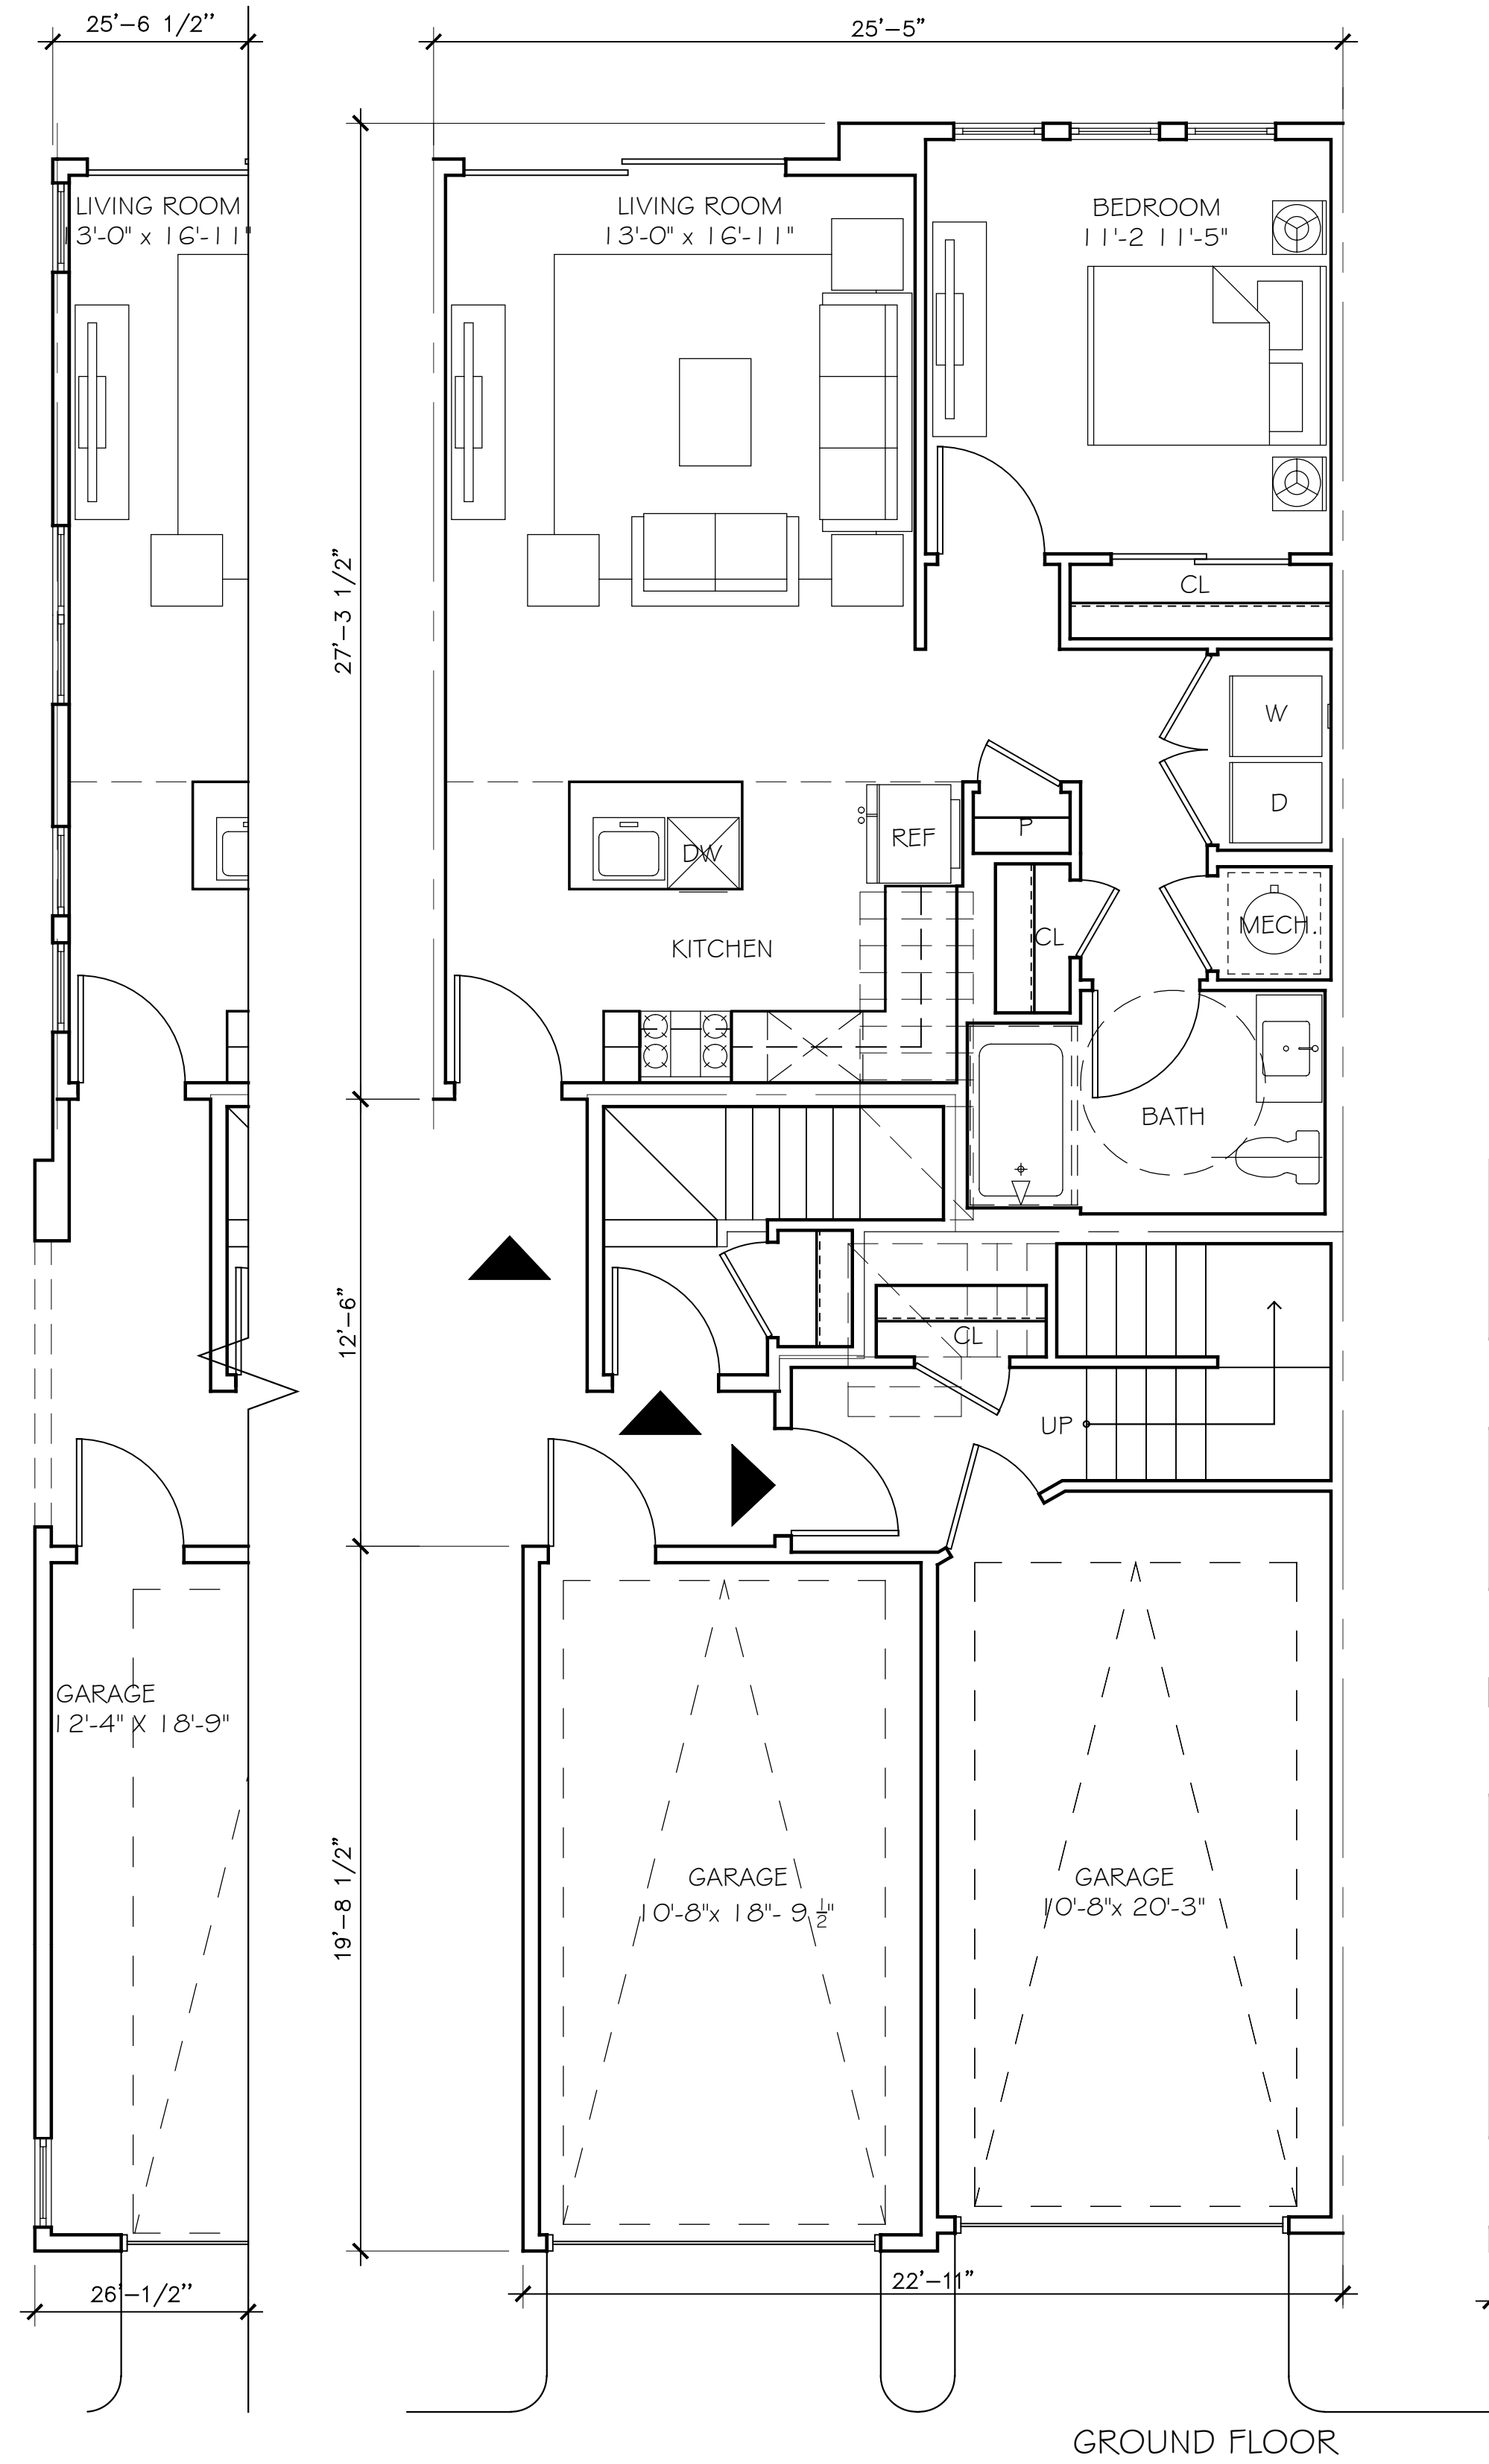 25'-6 1/2"
25'-5"
LIVING ROOM
13'-0" x 16'-11"
LIVING ROOM
13'-0" x 16'-11"
BEDROOM
11'-2 11'-5"
27'-3 1/2"
CL
W
D
P
REF
DW
MECH.
CL
KITCHEN
BATH
12'-6"
CL
UP
GARAGE
12'-4" X 18'-9"
19'-8 1/2"
GARAGE
10'-8"x 18"- 9 1/2"
GARAGE
10'-8"x 20'-3"
22'-11"
26'-1/2"
GROUND FLOOR